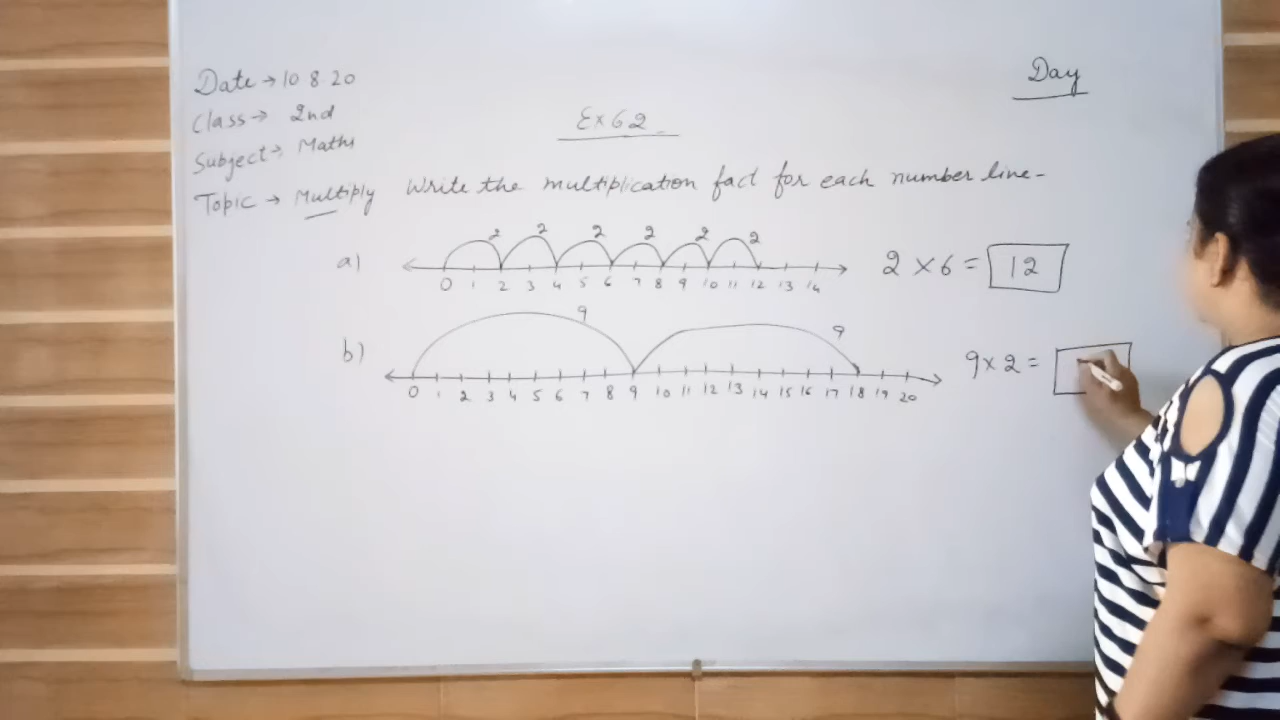 Date → 10 8 20
Day
Class → 2nd
Ex 62
Subject → Maths
Topic → Multiply
Write the multiplication fact for each number line-
2 2 2 2 2 2
a)
0 1 2 3 4 5 6 7 8 9 10 11 12 13 14
2 × 6 = 12
9 9
b)
0 1 2 3 4 5 6 7 8 9 10 11 12 13 14 15 16 17 18 19 20
9 × 2 =